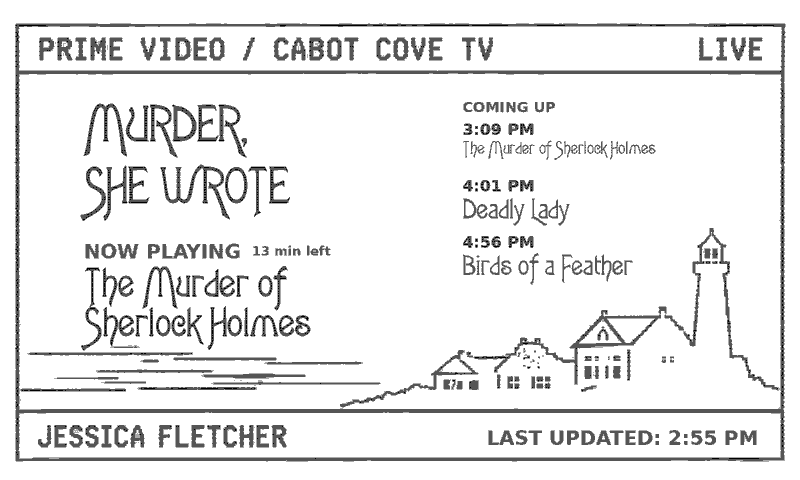 PRIME VIDEO / CABOT COVE TV
LIVE
MURDER,
SHE WROTE
NOW PLAYING 13 min left
The Murder of
Sherlock Holmes
COMING UP
3:09 PM
The Murder of Sherlock Holmes
4:01 PM
Deadly Lady
4:56 PM
Birds of a Feather
JESSICA FLETCHER
LAST UPDATED: 2:55 PM